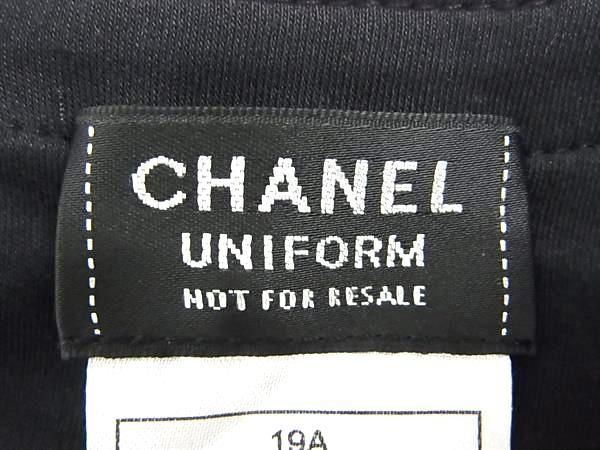 CHANEL
UNIFORM
NOT FOR RESALE
19A